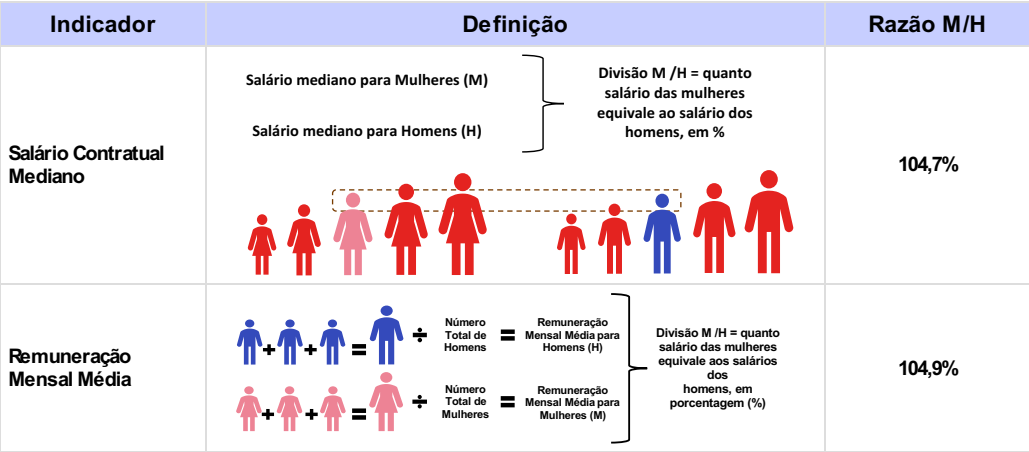 Indicador
Definição
Razão M/H
Salário Contratual
Mediano
Salário mediano para Mulheres (M)
Salário mediano para Homens (H)
Divisão M /H = quanto
salário das mulheres
equivale ao salário dos
homens, em %
104,7%
Remuneração
Mensal Média
+ + = ÷
Número
Total de
Homens
=
Remuneração
Mensal Média para
Homens (H)
+ + = ÷
Número
Total de
Mulheres
=
Remuneração
Mensal Média para
Mulheres (M)
Divisão M /H = quanto
salário das mulheres
equivale aos salários
dos
homens, em
porcentagem (%)
104,9%